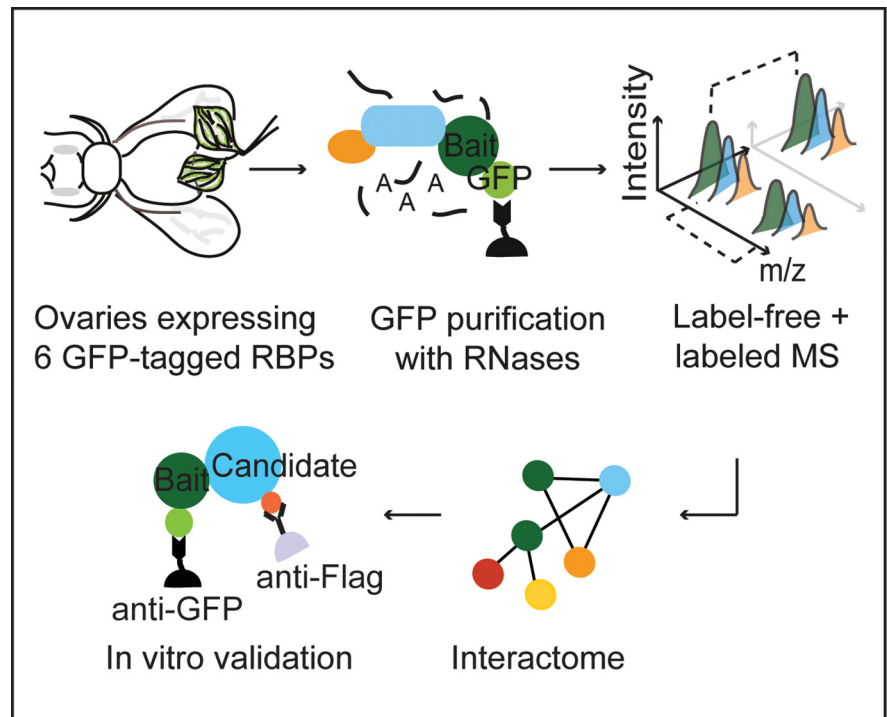 Bait
GFP
A
A
A
Intensity
m/z
Ovaries expressing
6 GFP-tagged RBPs
GFP purification
with RNases
Label-free +
labeled MS
Bait
Candidate
anti-Flag
anti-GFP
In vitro validation
Interactome